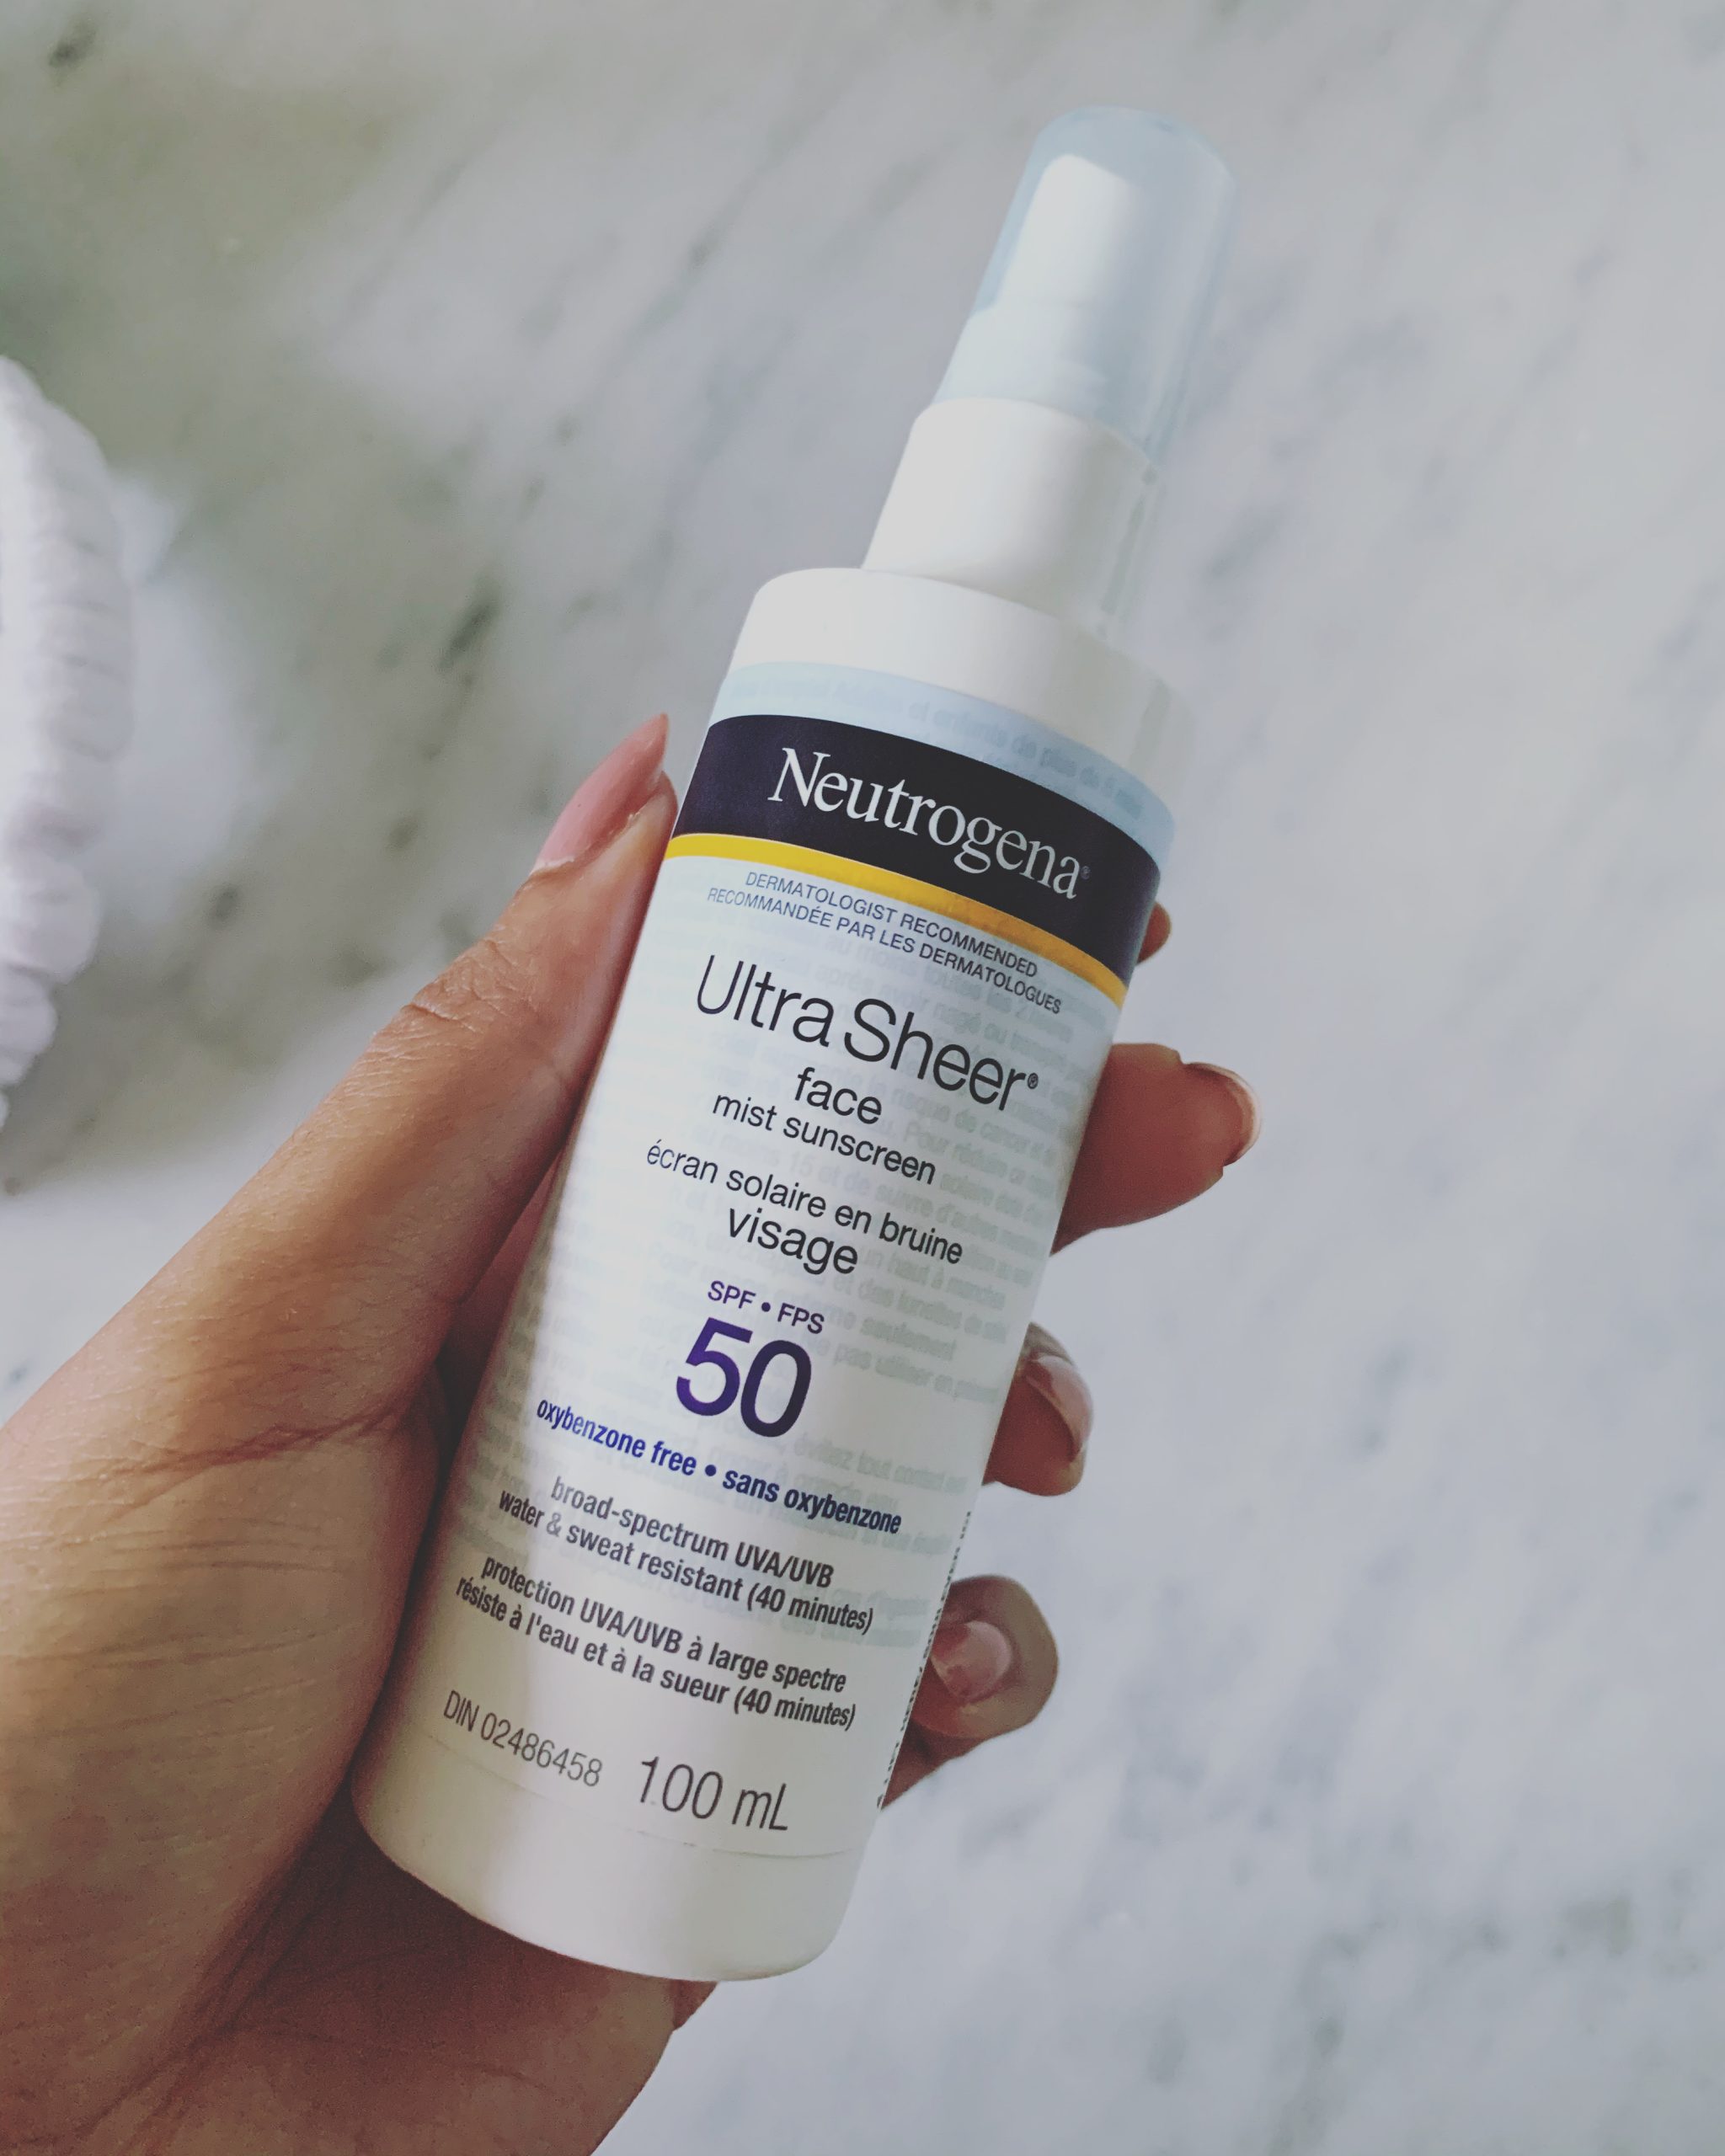 Neutrogena®
DERMATOLOGIST RECOMMENDED
RECOMMANDÉE PAR LES DERMATOLOGUES
Ultra Sheer®
face
mist sunscreen
écran solaire en bruine
visage
SPF • FPS
50
oxybenzone free • sans oxybenzone
broad-spectrum UVA/UVB
water & sweat resistant (40 minutes)
protection UVA/UVB à large spectre
résiste à l'eau et à la sueur (40 minutes)
DIN 02486458 100 mL